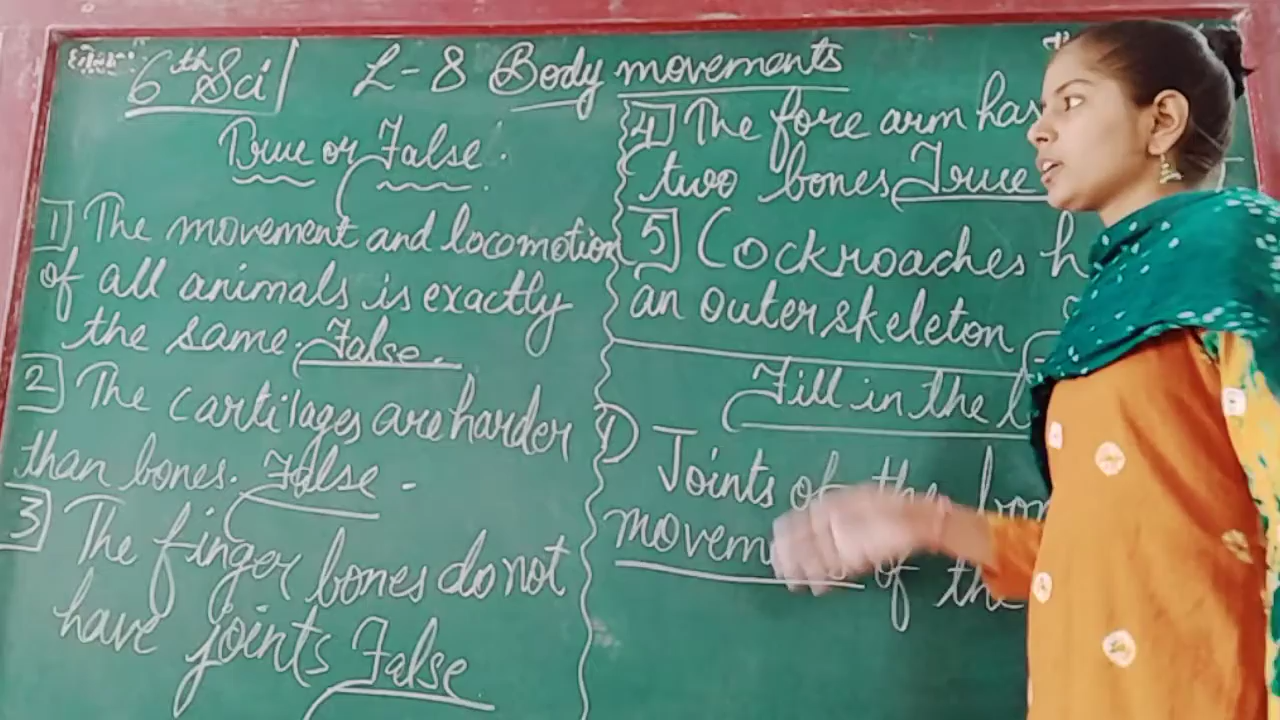 6th Sci
L-8 Body movements
True or False.
1] The movement and locomotion
of all animals is exactly
the same. False.
2] The cartilages are harder
than bones. False.
3] The finger bones do not
have joints False
4] The fore arm has
two bones True
5] Cockroaches h
an outer skeleton
Fill in the
1) Joints of the bon
movem of the